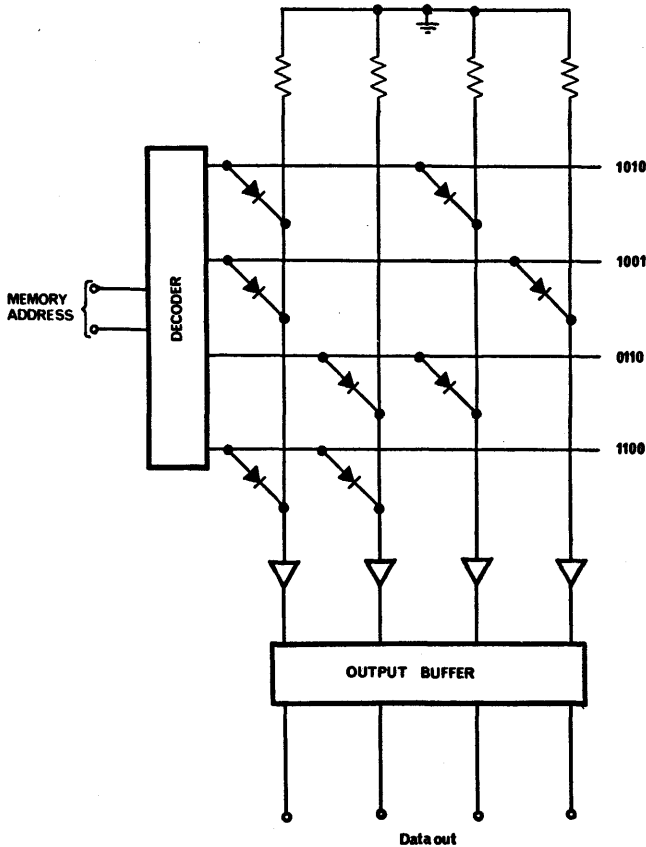 1010
1001
MEMORY
ADDRESS
DECODER
0110
1100
OUTPUT BUFFER
Data out